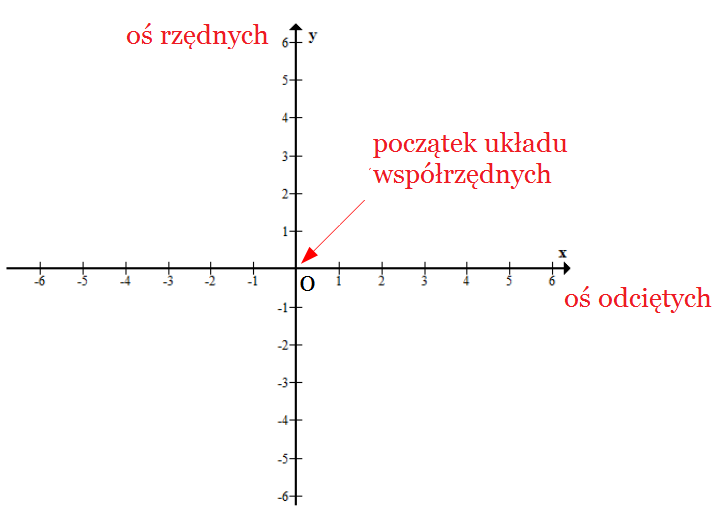 oś rzędnych
y
6
5
4
3
2
1
początek układu
współrzędnych
x
-6 -5 -4 -3 -2 -1 O 1 2 3 4 5 6
oś odciętych
-1
-2
-3
-4
-5
-6